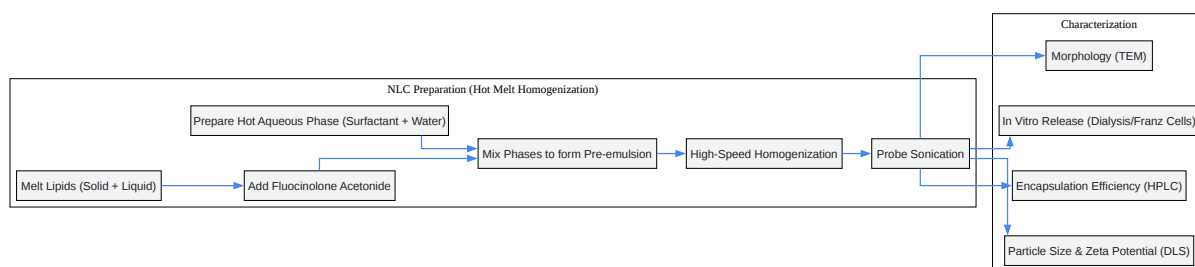 NLC Preparation (Hot Melt Homogenization)
Melt Lipids (Solid + Liquid)
Add Fluocinolone Acetonide
Prepare Hot Aqueous Phase (Surfactant + Water)
Mix Phases to form Pre-emulsion
High-Speed Homogenization
Probe Sonication
Characterization
Morphology (TEM)
In Vitro Release (Dialysis/Franz Cells)
Encapsulation Efficiency (HPLC)
Particle Size & Zeta Potential (DLS)